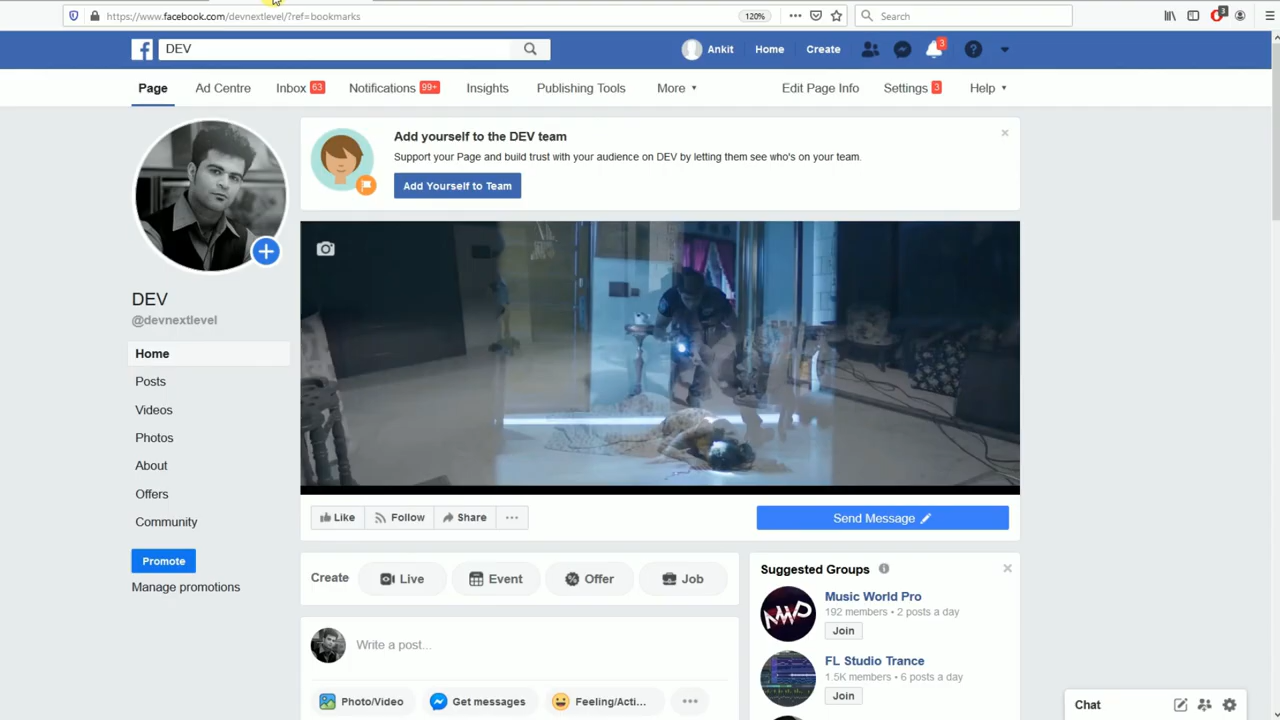 https://www.facebook.com/devnextlevel/?ref=bookmarks
120%
Search
3
DEV
Ankit
Home
Create
3
Page
Ad Centre
Inbox 63
Notifications 99+
Insights
Publishing Tools
More
Edit Page Info
Settings 3
Help
Add yourself to the DEV team
Support your Page and build trust with your audience on DEV by letting them see who's on your team.
Add Yourself to Team
DEV
@devnextlevel
Home
Posts
Videos
Photos
About
Offers
Community
Promote
Manage promotions
Like
Follow
Share
Send Message
Create
Live
Event
Offer
Job
Write a post...
Photo/Video
Get messages
Feeling/Acti...
Suggested Groups
Music World Pro
192 members • 2 posts a day
Join
FL Studio Trance
1.5K members • 6 posts a day
Join
Chat